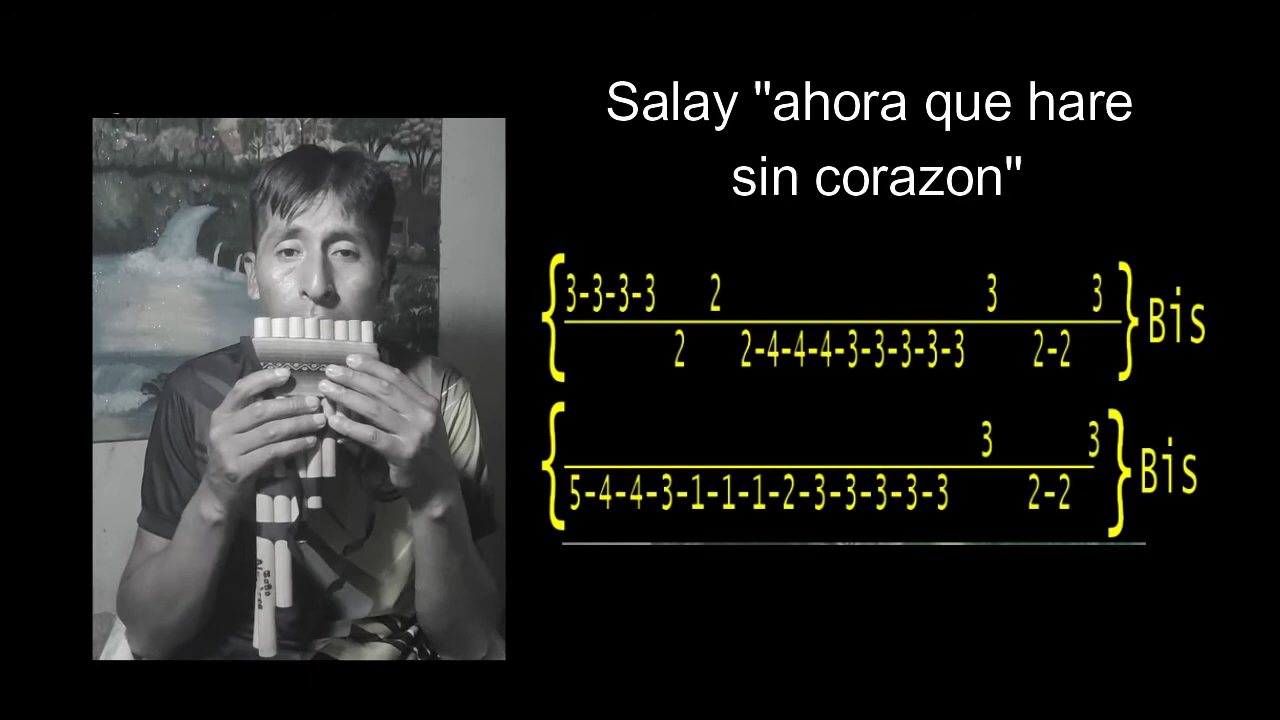 Salay "ahora que hare
sin corazon"
{ 3-3-3-3 2 3 3 } Bis
2 2-4-4-4-3-3-3-3-3 2-2
{ 3 3 } Bis
5-4-4-3-1-1-1-2-3-3-3-3-3 2-2